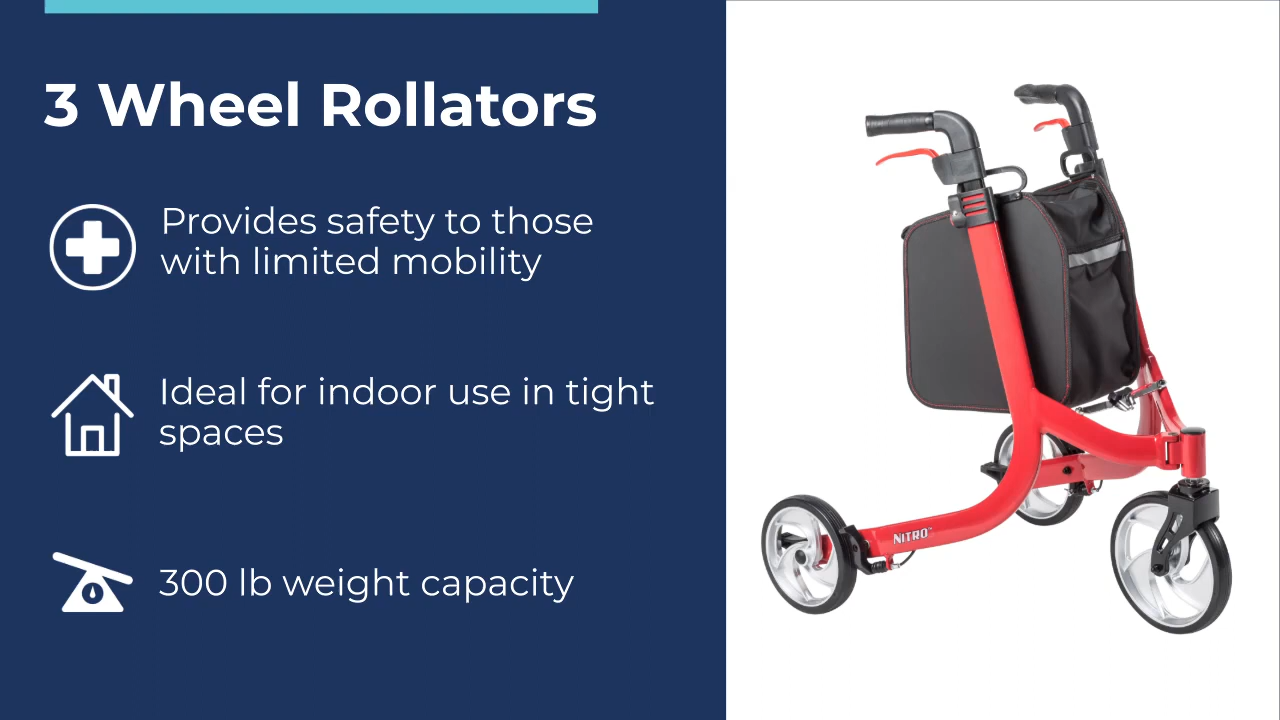 3 Wheel Rollators
Provides safety to those
with limited mobility
Ideal for indoor use in tight
spaces
300 lb weight capacity
NITRO™